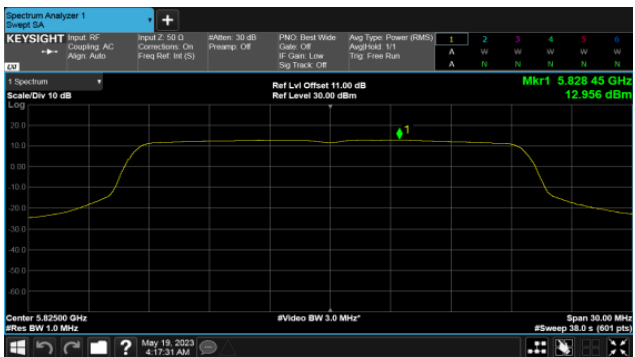 Spectrum Analyzer 1
Swept SA
+
KEYSIGHT Input: RF
Coupling: AC
Align: Auto
Input Z: 50 Ω
Corrections: On
Freq Ref: Int (S)
#Atten: 30 dB
Preamp: Off
PNO: Best Wide
Gate: Off
IF Gain: Low
Sig Track: Off
Avg Type: Power (RMS)
Avg|Hold: 1/1
Trig: Free Run
1 2 3 4 5 6
A W W W W W
A N N N N N
LXI
1 Spectrum
Scale/Div 10 dB
Ref Lvl Offset 11.00 dB
Ref Level 30.00 dBm
Mkr1 5.828 45 GHz
12.956 dBm
Log
1
20.0
10.0
0.00
-10.0
-20.0
-30.0
-40.0
-50.0
-60.0
Center 5.82500 GHz
#Res BW 1.0 MHz
#Video BW 3.0 MHz*
Span 30.00 MHz
#Sweep 38.0 s (601 pts)
?
May 19, 2023
4:17:31 AM